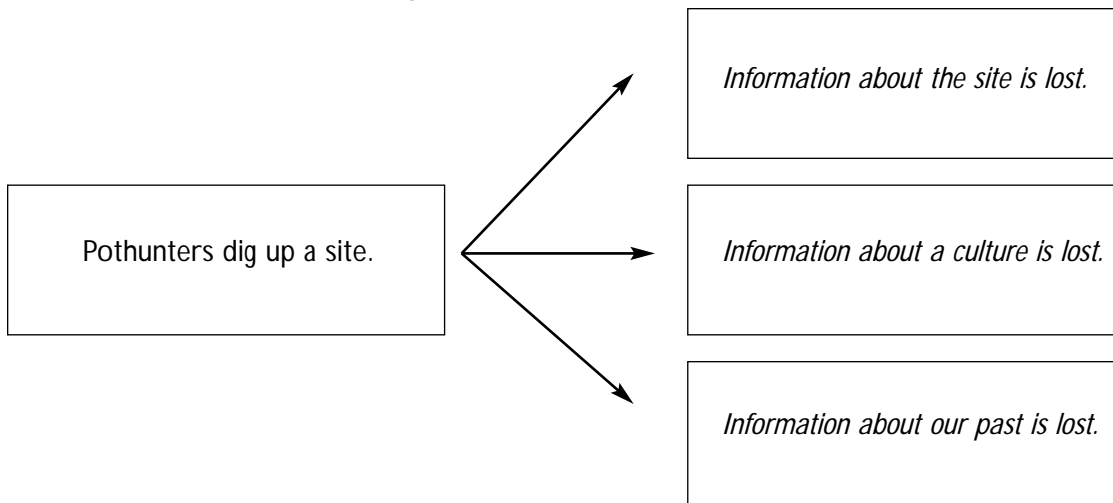 Information about the site is lost.
Pothunters dig up a site.
Information about a culture is lost.
Information about our past is lost.